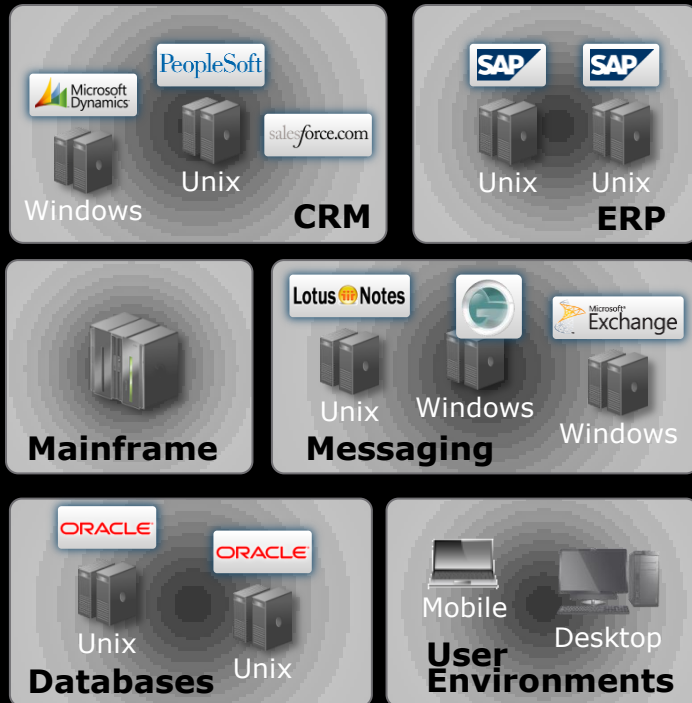 PeopleSoft
Microsoft
Dynamics
salesforce.com
Unix
Windows
CRM
SAP
SAP
Unix
Unix
ERP
Mainframe
Lotus Notes
Microsoft
Exchange
Unix
Windows
Windows
Messaging
ORACLE
ORACLE
Unix
Unix
Databases
Mobile
Desktop
User
Environments